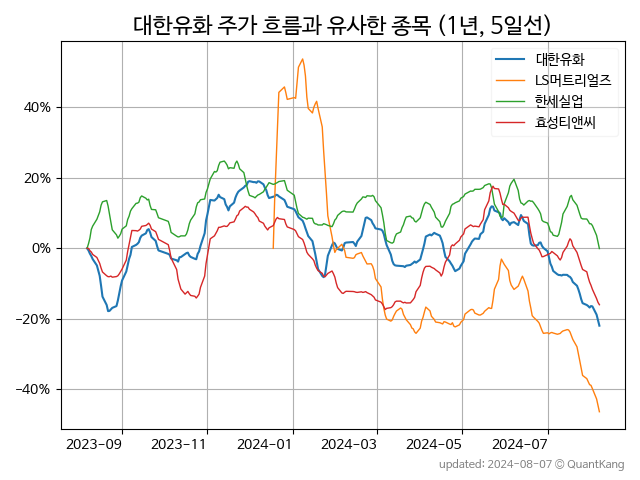 대한유화 주가 흐름과 유사한 종목 (1년, 5일선)
대한유화
LS머트리얼즈
한세실업
효성티앤씨
40%
20%
0%
−20%
−40%
2023-09 2023-11 2024-01 2024-03 2024-05 2024-07
updated: 2024-08-07 © QuantKang